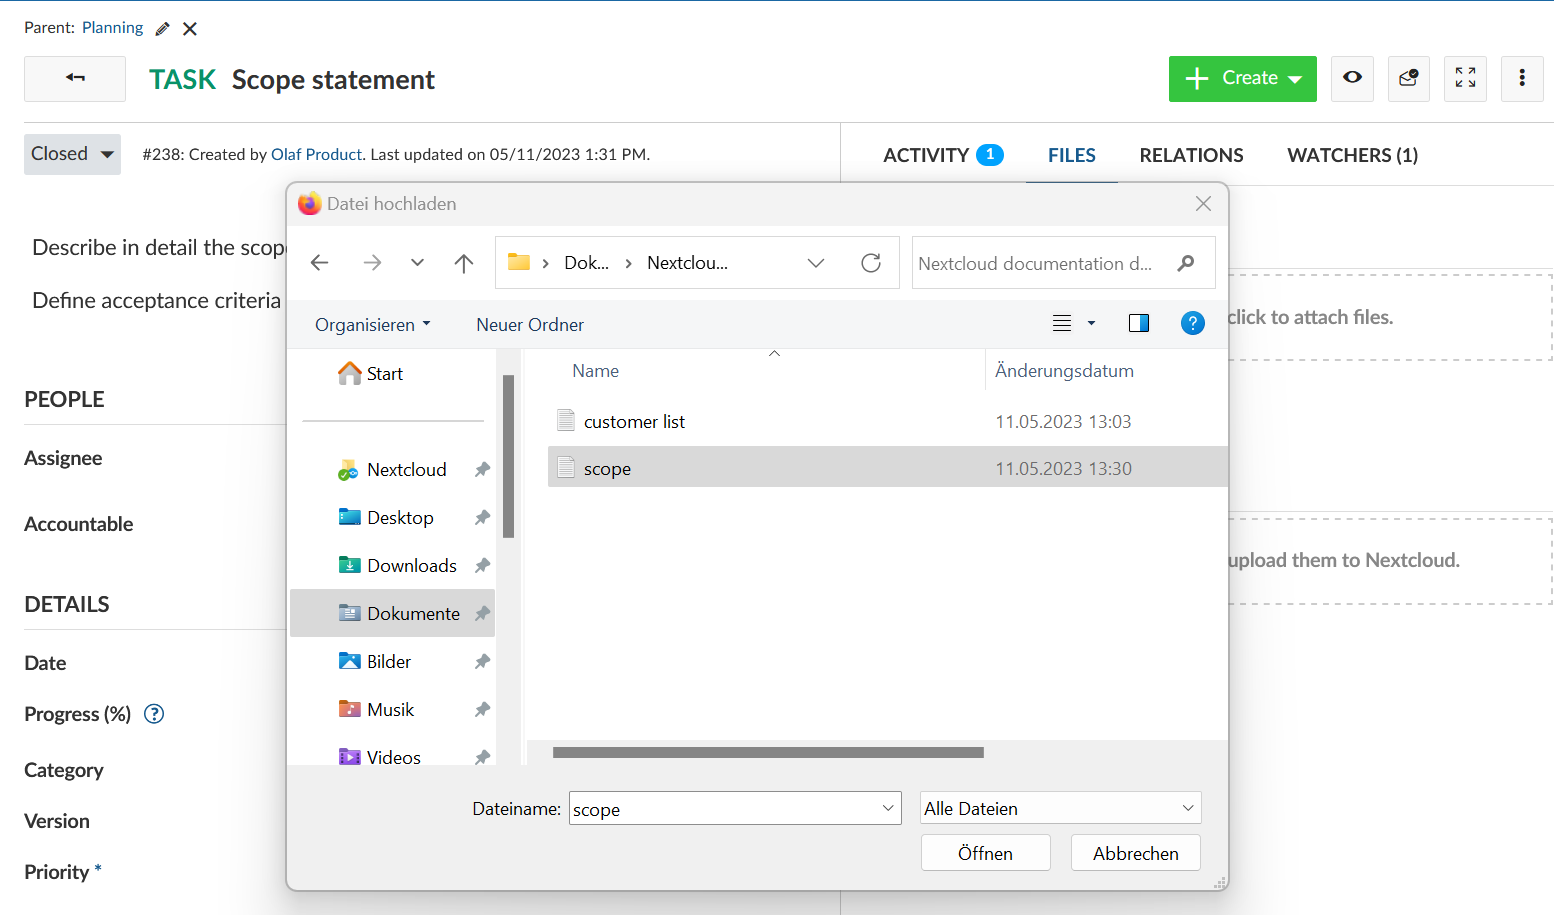 Parent: Planning
TASK Scope statement
Create
Closed
#238: Created by Olaf Product. Last updated on 05/11/2023 1:31 PM.
ACTIVITY 1 FILES RELATIONS WATCHERS (1)
Datei hochladen
Describe in detail the scop
Define acceptance criteria
Dok... Nextclou...
Nextcloud documentation d...
click to attach files.
Organisieren Neuer Ordner ?
Start
Name Änderungsdatum
customer list 11.05.2023 13:03
scope 11.05.2023 13:30
Nextcloud
Desktop
Downloads
Dokumente
Bilder
Musik
Videos
upload them to Nextcloud.
PEOPLE
Assignee
Accountable
DETAILS
Date
Progress (%) ?
Category
Version
Priority *
Dateiname: scope Alle Dateien
Öffnen Abbrechen